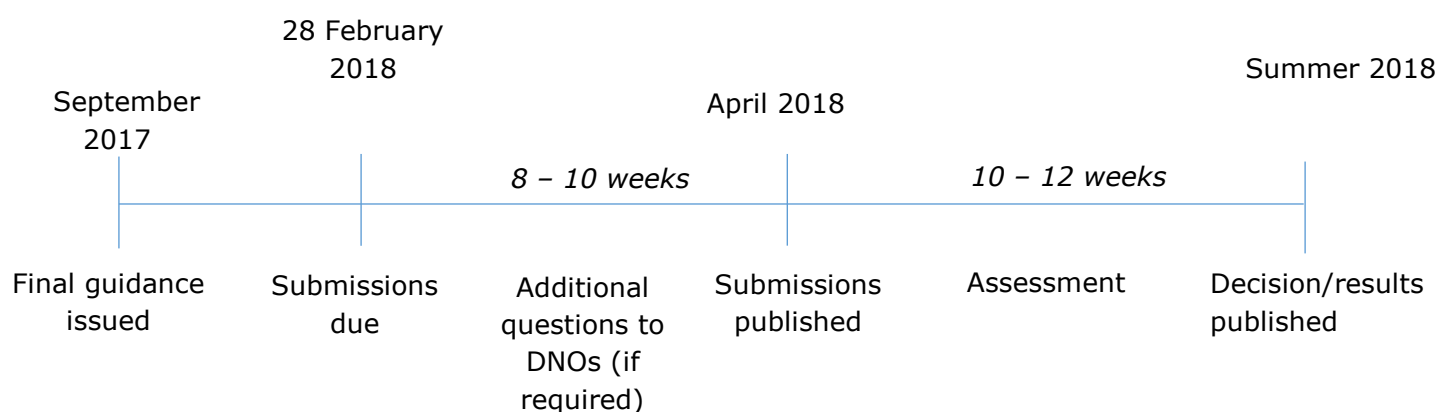 28 February
2018
Summer 2018
September
2017
April 2018
8 – 10 weeks
10 – 12 weeks
Final guidance
issued
Submissions
due
Additional
questions to
DNOs (if
required)
Submissions
published
Assessment
Decision/results
published